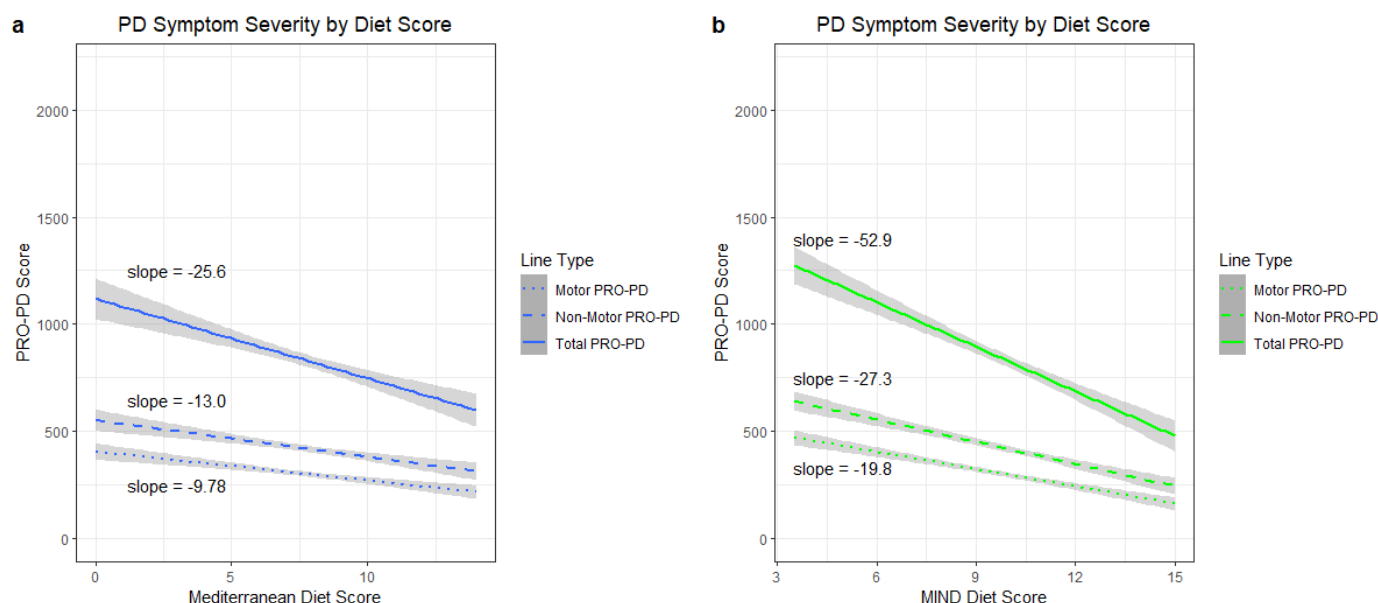 a
PD Symptom Severity by Diet Score
2000
1500
1000
500
0
PRO-PD Score
slope = -25.6
slope = -13.0
slope = -9.78
0
5
10
Mediterranean Diet Score
Line Type
Motor PRO-PD
Non-Motor PRO-PD
Total PRO-PD
b
PD Symptom Severity by Diet Score
2000
1500
1000
500
0
PRO-PD Score
slope = -52.9
slope = -27.3
slope = -19.8
3
6
9
12
15
MIND Diet Score
Line Type
Motor PRO-PD
Non-Motor PRO-PD
Total PRO-PD